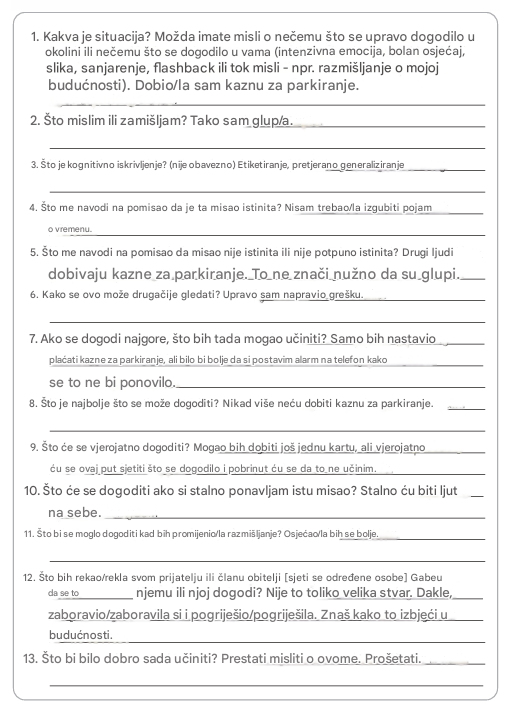 1. Kakva je situacija? Možda imate misli o nečemu što se upravo dogodilo u
okolini ili nečemu što se dogodilo u vama (intenzivna emocija, bolan osjećaj,
slika, sanjarenje, flashback ili tok misli - npr. razmišljanje o mojoj
budućnosti). Dobio/la sam kaznu za parkiranje.
2. Što mislim ili zamišljam? Tako sam glup/a.
3. Što je kognitivno iskrivljenje? (nije obavezno) Etiketiranje, pretjerano generaliziranje
4. Što me navodi na pomisao da je ta misao istinita? Nisam trebao/la izgubiti pojam
o vremenu.
5. Što me navodi na pomisao da misao nije istinita ili nije potpuno istinita? Drugi ljudi
dobivaju kazne za parkiranje. To ne znači nužno da su glupi.
6. Kako se ovo može drugačije gledati? Upravo sam napravio grešku.
7. Ako se dogodi najgore, što bih tada mogao učiniti? Samo bih nastavio
plaćati kazne za parkiranje, ali bilo bi bolje da si postavim alarm na telefon kako
se to ne bi ponovilo.
8. Što je najbolje što se može dogoditi? Nikad više neću dobiti kaznu za parkiranje.
9. Što će se vjerojatno dogoditi? Mogao bih dobiti još jednu kartu, ali vjerojatno
ću se ovaj put sjetiti što se dogodilo i pobrinut ću se da to ne učinim.
10. Što će se dogoditi ako si stalno ponavljam istu misao? Stalno ću biti ljut
na sebe.
11. Što bi se moglo dogoditi kad bih promijenio/la razmišljanje? Osjećao/la bih se bolje.
12. Što bih rekao/rekla svom prijatelju ili članu obitelji [sjeti se određene osobe] Gabeu
da se to njemu ili njoj dogodi? Nije to toliko velika stvar. Dakle,
zaboravio/zaboravila si i pogriješio/pogriješila. Znaš kako to izbjeći u
budućnosti.
13. Što bi bilo dobro sada učiniti? Prestati misliti o ovome. Prošetati.